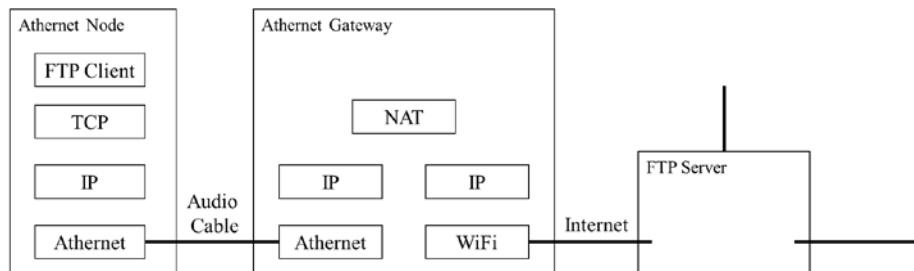 Athernet Node
FTP Client
TCP
IP
Athernet
Audio
Cable
Athernet Gateway
NAT
IP
IP
Athernet
WiFi
Internet
FTP Server